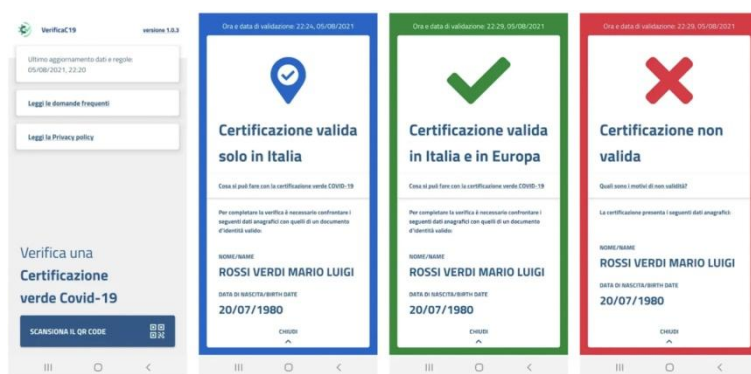 VerificaC19
versione 1.0.3
Ultimo aggiornamento dati e regole:
05/08/2021, 22:20
Leggi le domande frequenti
Leggi la Privacy policy
Verifica una
Certificazione
verde Covid-19
SCANSIONA IL QR CODE
Ora e data di validazione: 22:24, 05/08/2021
Certificazione valida
solo in Italia
Cosa si può fare con la certificazione verde COVID-19
Per completare la verifica è necessario confrontare i
seguenti dati anagrafici con quelli di un documento
d'identità valido:
NOME/NAME
ROSSI VERDI MARIO LUIGI
DATA DI NASCITA/BIRTH DATE
20/07/1980
CHIUDI
Ora e data di validazione: 22:29, 05/08/2021
Certificazione valida
in Italia e in Europa
Cosa si può fare con la certificazione verde COVID-19
Per completare la verifica è necessario confrontare i
seguenti dati anagrafici con quelli di un documento
d'identità valido:
NOME/NAME
ROSSI VERDI MARIO LUIGI
DATA DI NASCITA/BIRTH DATE
20/07/1980
CHIUDI
Ora e data di validazione: 22:29, 05/08/2021
Certificazione non
valida
Quali sono i motivi di non validità?
La certificazione presenta i seguenti dati anagrafici:
NOME/NAME
ROSSI VERDI MARIO LUIGI
DATA DI NASCITA/BIRTH DATE
20/07/1980
CHIUDI